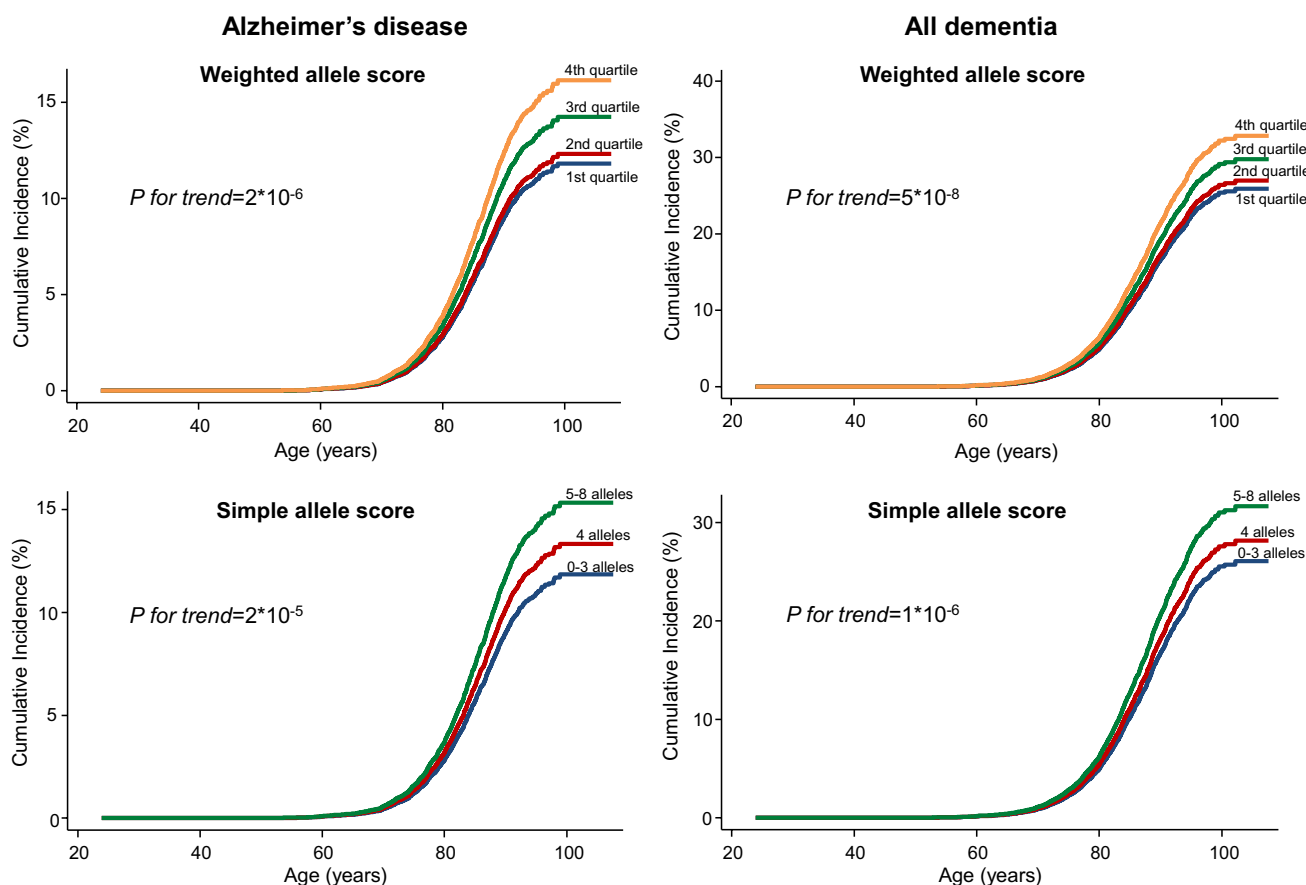 Alzheimer's disease
All dementia
Weighted allele score
Cumulative Incidence (%)
15
10
5
0
P for trend=2*10-6
4th quartile
3rd quartile
2nd quartile
1st quartile
20 40 60 80 100
Age (years)
Weighted allele score
Cumulative Incidence (%)
40
30
20
10
0
P for trend=5*10-8
4th quartile
3rd quartile
2nd quartile
1st quartile
20 40 60 80 100
Age (years)
Simple allele score
Cumulative Incidence (%)
15
10
5
0
P for trend=2*10-5
5-8 alleles
4 alleles
0-3 alleles
20 40 60 80 100
Age (years)
Simple allele score
Cumulative Incidence (%)
30
20
10
0
P for trend=1*10-6
5-8 alleles
4 alleles
0-3 alleles
20 40 60 80 100
Age (years)